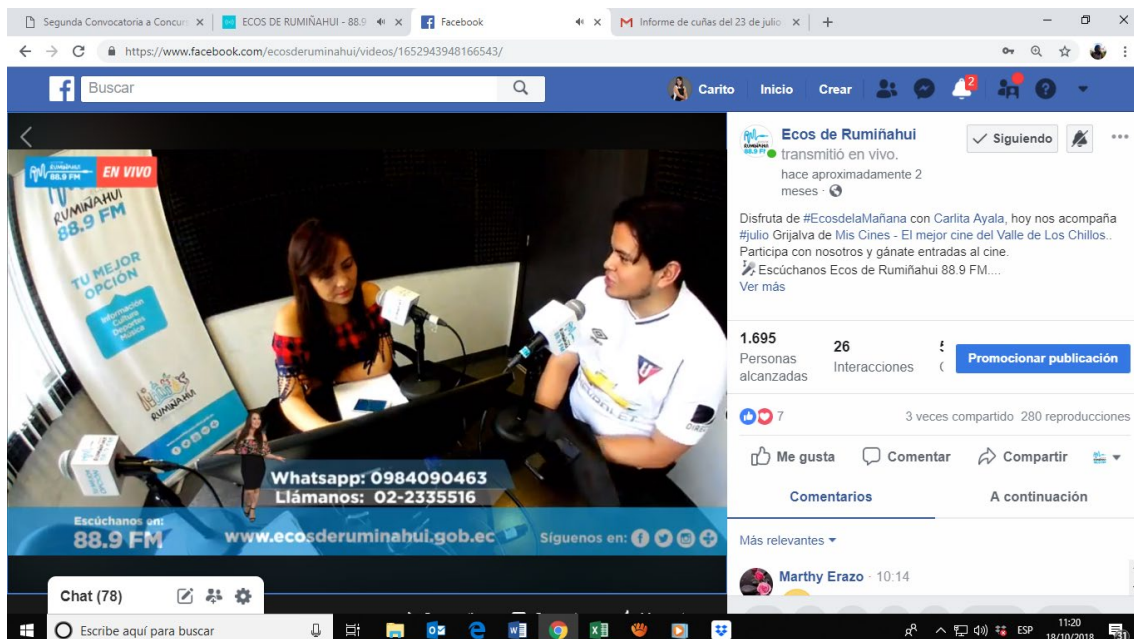 Segunda Convocatoria a Concurs
ECOS DE RUMIÑAHUI - 88.9
Facebook
Informe de cuñas del 23 de julio
https://www.facebook.com/ecosderuminahui/videos/1652943948166543/
Buscar
Carito
Inicio
Crear
2
RUMIÑAHUI
88.9 FM
EN VIVO
RUMIÑAHUI
88.9 FM
TU MEJOR
OPCIÓN
Información
Cultura
Deportes
Música
RUMIÑAHUI
Whatsapp: 0984090463
Llámanos: 02-2335516
Escúchanos en:
88.9 FM
www.ecosderuminahui.gob.ec
Síguenos en:
Ecos de Rumiñahui
transmitió en vivo.
hace aproximadamente 2
meses ·
Siguiendo
Disfruta de #EcosdelaMañana con Carlita Ayala, hoy nos acompaña
#julio Grijalva de Mis Cines - El mejor cine del Valle de Los Chillos..
Participa con nosotros y gánate entradas al cine.
Escúchanos Ecos de Rumiñahui 88.9 FM....
Ver más
1.695
Personas
alcanzadas
26
Interacciones
Promocionar publicación
7
3 veces compartido 280 reproducciones
Me gusta
Comentar
Compartir
Comentarios
A continuación
Más relevantes
Marthy Erazo · 10:14
Chat (78)
Escribe aquí para buscar
ESP
11:20
18/10/2018